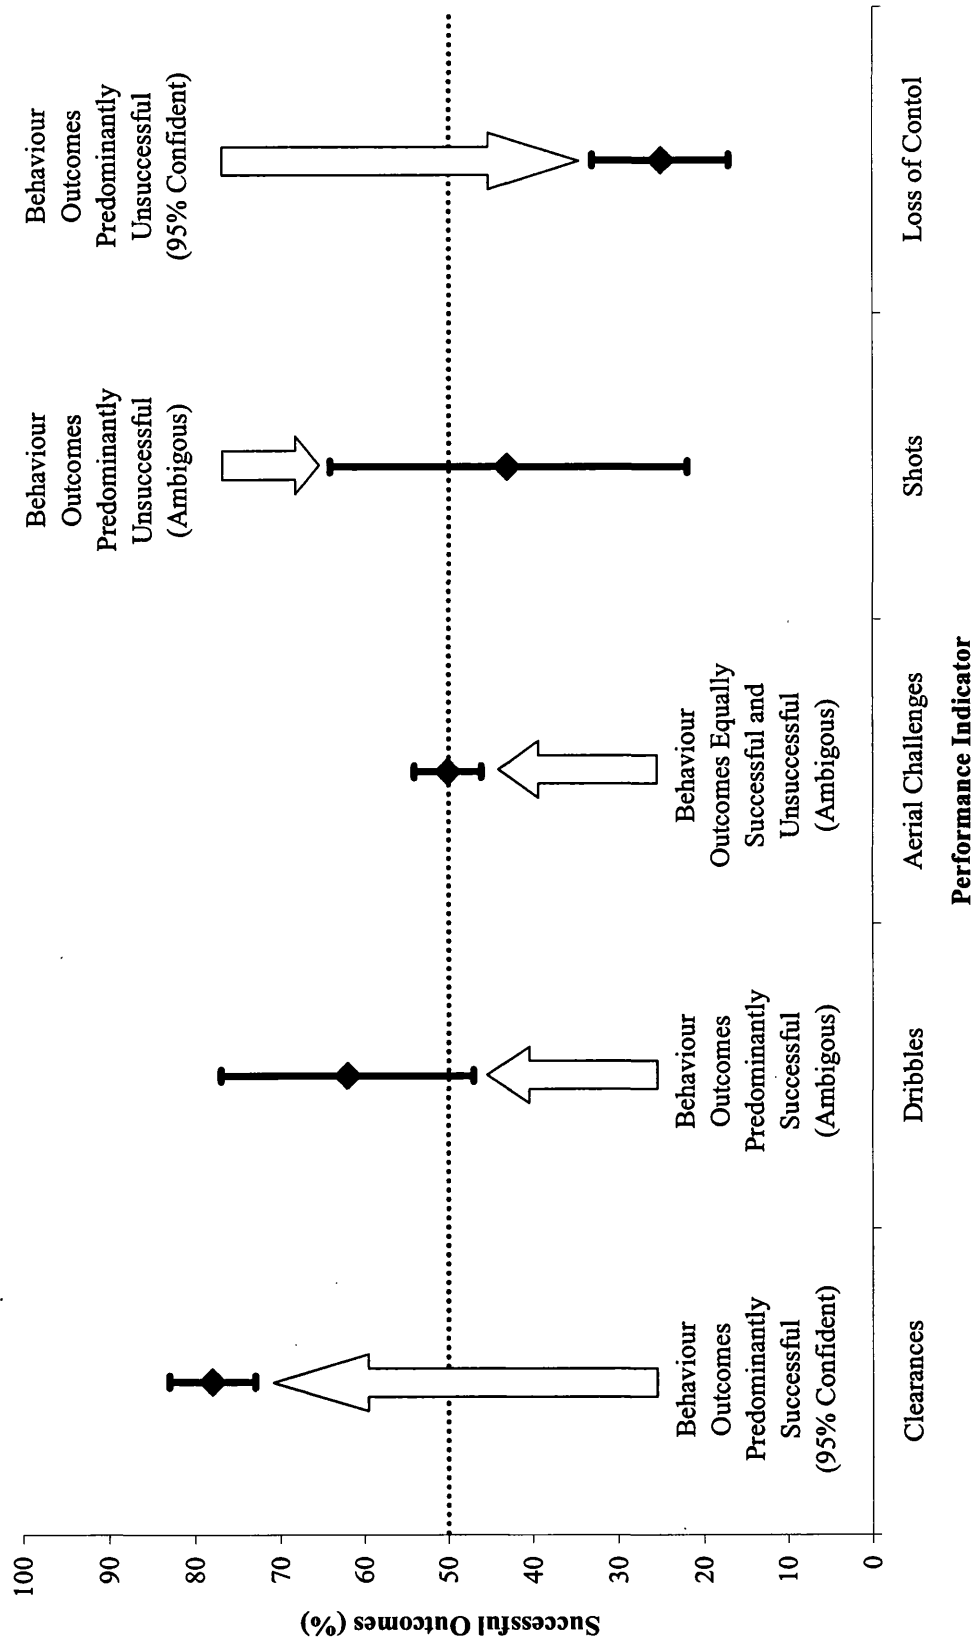 Successful Outcomes (%)
100
90
80
70
60
50
40
30
20
10
0
Behaviour
Outcomes
Predominantly
Successful
(95% Confident)
Behaviour
Outcomes
Predominantly
Successful
(Ambigous)
Behaviour
Outcomes Equally
Successful and
Unsuccessful
(Ambigous)
Behaviour
Outcomes
Predominantly
Unsuccessful
(Ambigous)
Behaviour
Outcomes
Predominantly
Unsuccessful
(95% Confident)
Clearances
Dribbles
Aerial Challenges
Shots
Loss of Contol
Performance Indicator